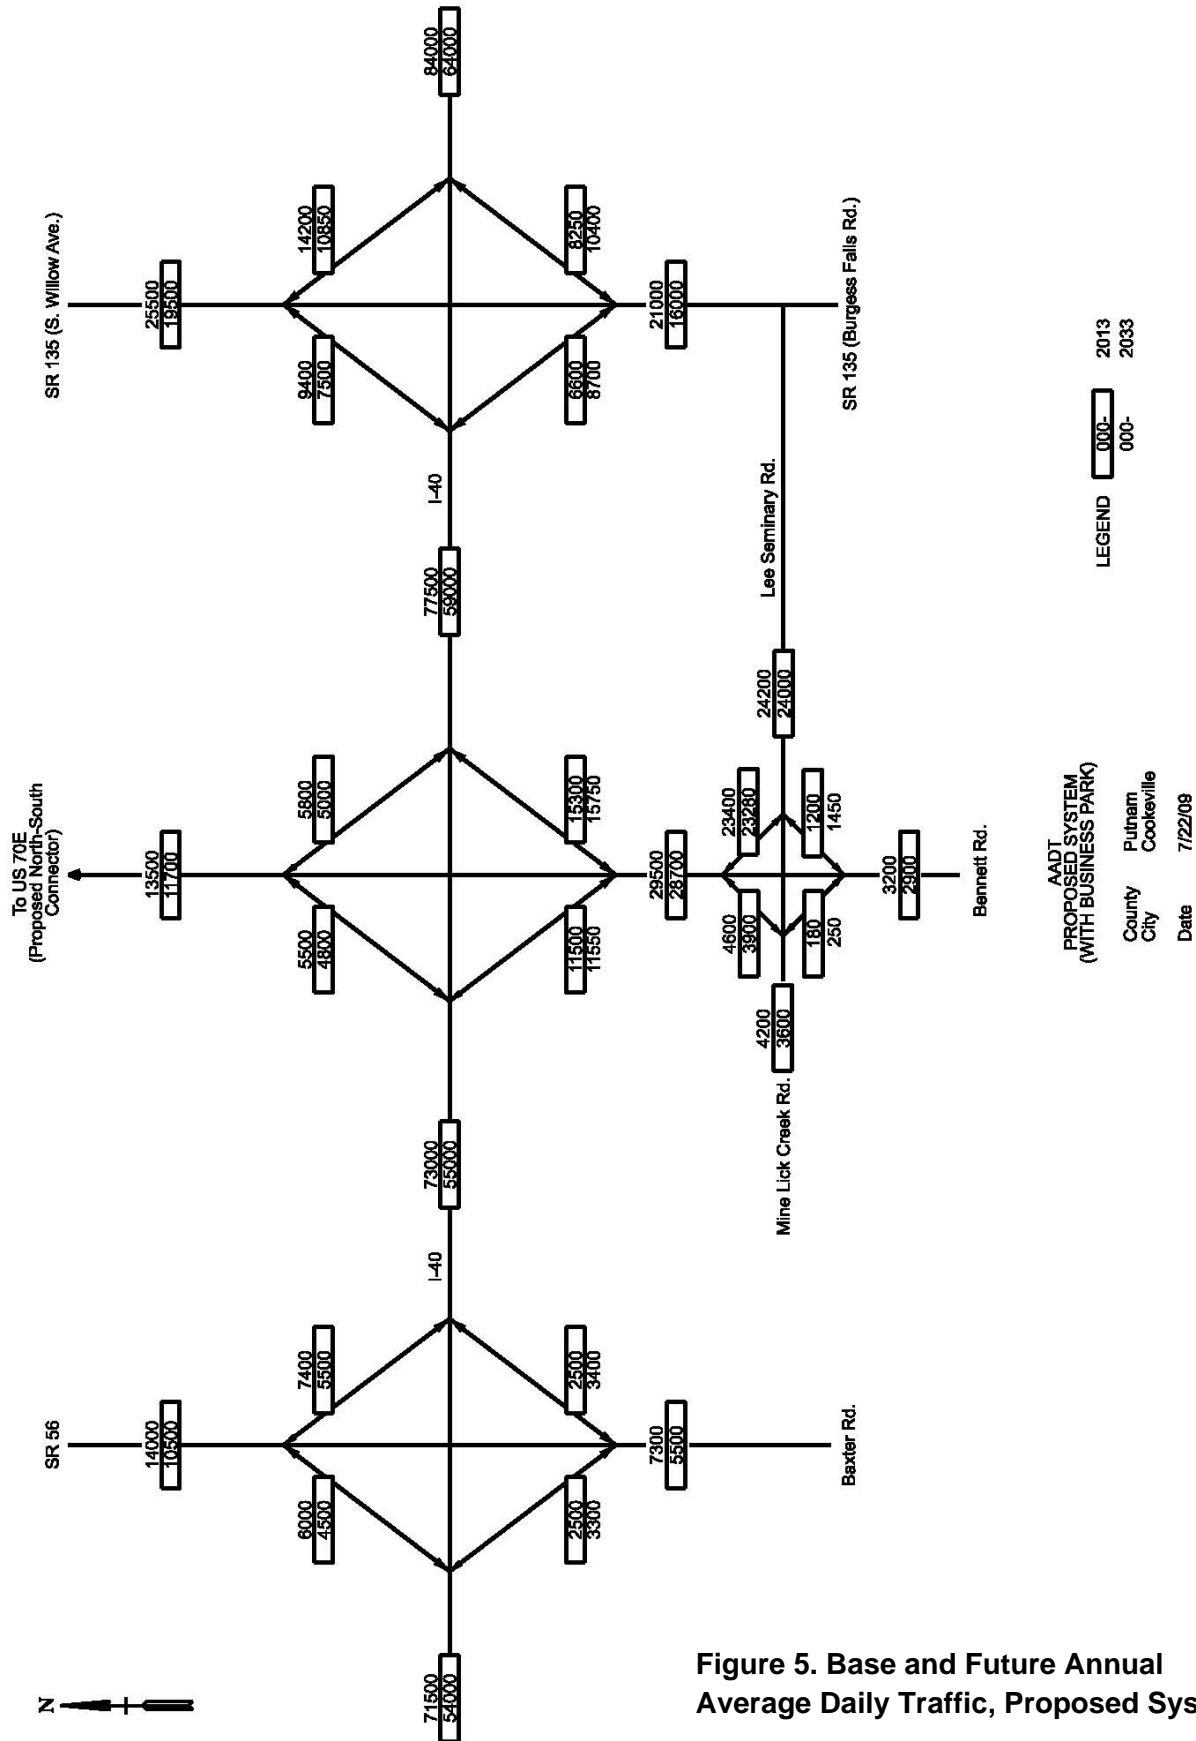 N
To US 70E
(Proposed North-South
Connector)
SR 56
SR 135 (S. Willow Ave.)
14000
10500
13500
11700
25500
19500
6000
4500
7400
5500
5500
4800
5800
5000
9400
7500
14200
10850
71500
54000
I-40
73000
55000
77500
59000
I-40
84000
64000
2500
3300
2500
3400
11500
11550
15300
15750
6600
8700
8250
10400
7300
5500
29500
28700
21000
16000
Baxter Rd.
4600
3900
23400
23280
4200
3600
24200
24000
Mine Lick Creek Rd.
Lee Seminary Rd.
180
250
1200
1450
SR 135 (Burgess Falls Rd.)
3200
2900
Bennett Rd.
AADT
PROPOSED SYSTEM
(WITH BUSINESS PARK)
County Putnam
City Cookeville
Date 7/22/09
LEGEND 000- 2013
000- 2033
Figure 5. Base and Future Annual
Average Daily Traffic, Proposed Sys